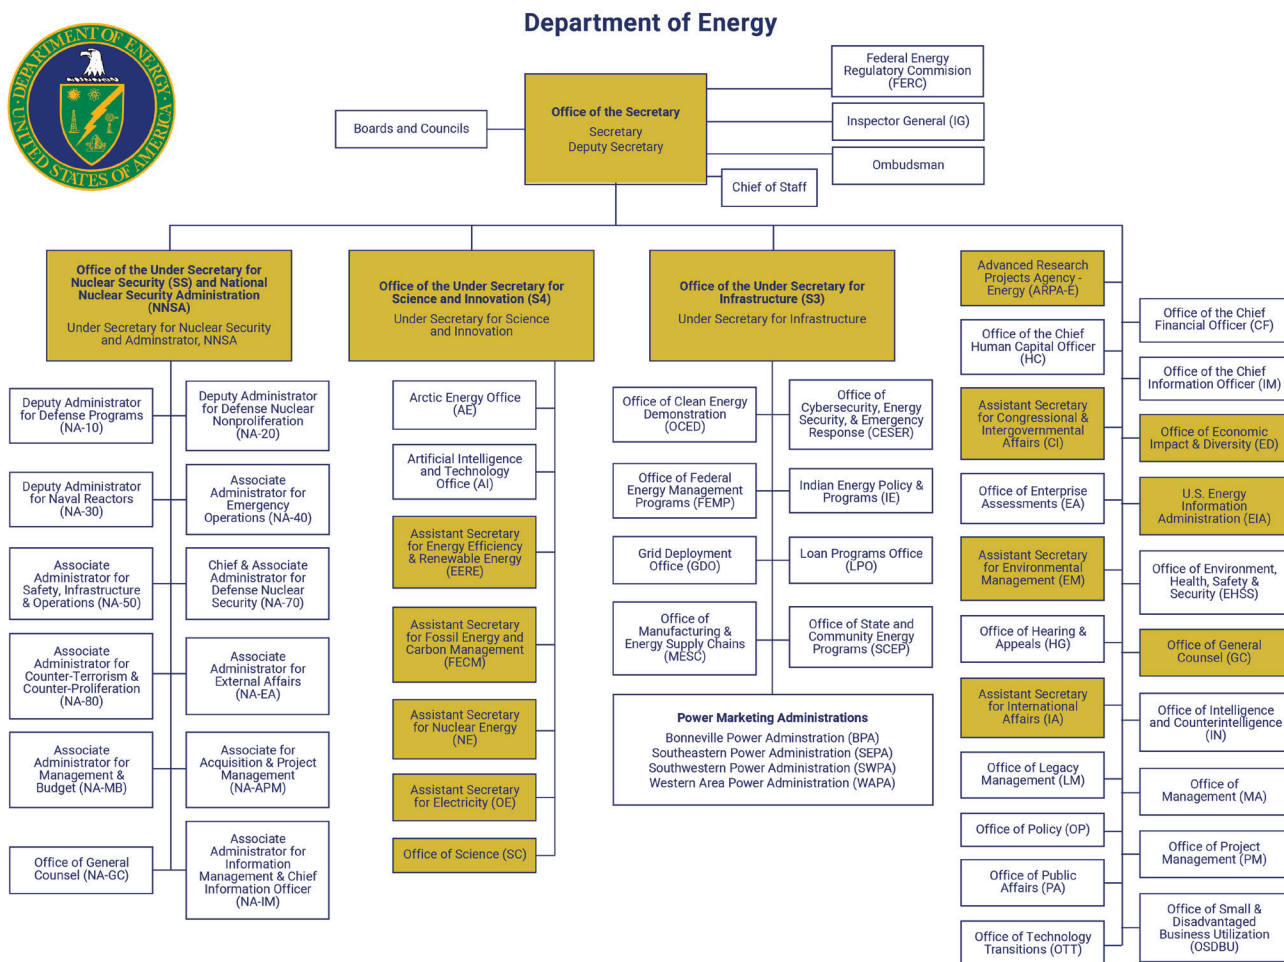 Department of Energy
DEPARTMENT OF ENERGY
UNITED STATES OF AMERICA
Office of the Secretary
Secretary
Deputy Secretary
Boards and Councils
Federal Energy
Regulatory Commision
(FERC)
Inspector General (IG)
Ombudsman
Chief of Staff
Office of the Under Secretary for
Nuclear Security (SS) and National
Nuclear Security Administration
(NNSA)
Under Secretary for Nuclear Security
and Adminstrator, NNSA
Deputy Administrator
for Defense Programs
(NA-10)
Deputy Administrator
for Defense Nuclear
Nonproliferation
(NA-20)
Deputy Administrator
for Naval Reactors
(NA-30)
Associate
Administrator for
Emergency
Operations (NA-40)
Associate
Administrator for
Safety, Infrastructure
& Operations (NA-50)
Chief & Associate
Administrator for
Defense Nuclear
Security (NA-70)
Associate
Administrator for
Counter-Terrorism &
Counter-Proliferation
(NA-80)
Associate
Administrator for
External Affairs
(NA-EA)
Associate
Administrator for
Management &
Budget (NA-MB)
Associate for
Acquisition & Project
Management
(NA-APM)
Office of General
Counsel (NA-GC)
Associate
Administrator for
Information
Management & Chief
Information Officer
(NA-IM)
Office of the Under Secretary for
Science and Innovation (S4)
Under Secretary for Science
and Innovation
Arctic Energy Office
(AE)
Artificial Intelligence
and Technology
Office (AI)
Assistant Secretary
for Energy Efficiency
& Renewable Energy
(EERE)
Assistant Secretary
for Fossil Energy and
Carbon Management
(FECM)
Assistant Secretary
for Nuclear Energy
(NE)
Assistant Secretary
for Electricity (OE)
Office of Science (SC)
Office of the Under Secretary for
Infrastructure (S3)
Under Secretary for Infrastructure
Office of Clean Energy
Demonstration
(OCED)
Office of
Cybersecurity, Energy
Security, & Emergency
Response (CESER)
Office of Federal
Energy Management
Programs (FEMP)
Indian Energy Policy
& Programs (IE)
Grid Deployment
Office (GDO)
Loan Programs Office
(LPO)
Office of
Manufacturing &
Energy Supply Chains
(MESC)
Office of State and
Community Energy
Programs (SCEP)
Power Marketing Administrations
Bonneville Power Adminstration (BPA)
Southeastern Power Administration (SEPA)
Southwestern Power Administration (SWPA)
Western Area Power Administration (WAPA)
Advanced Research
Projects Agency -
Energy (ARPA-E)
Office of the Chief
Financial Officer (CF)
Office of the Chief
Human Capital Officer
(HC)
Office of the Chief
Information Officer (IM)
Assistant Secretary
for Congressional &
Intergovernmental
Affairs (CI)
Office of Economic
Impact & Diversity (ED)
Office of Enterprise
Assessments (EA)
U.S. Energy
Information
Administration (EIA)
Assistant Secretary
for Environmental
Management (EM)
Office of Environment,
Health, Safety &
Security (EHSS)
Office of Hearing &
Appeals (HG)
Office of General
Counsel (GC)
Assistant Secretary
for International
Affairs (IA)
Office of Intelligence
and Counterintelligence
(IN)
Office of Legacy
Management (LM)
Office of
Management (MA)
Office of Policy (OP)
Office of Project
Management (PM)
Office of Public
Affairs (PA)
Office of Small &
Disadvantaged
Business Utilization
(OSDBU)
Office of Technology
Transitions (OTT)